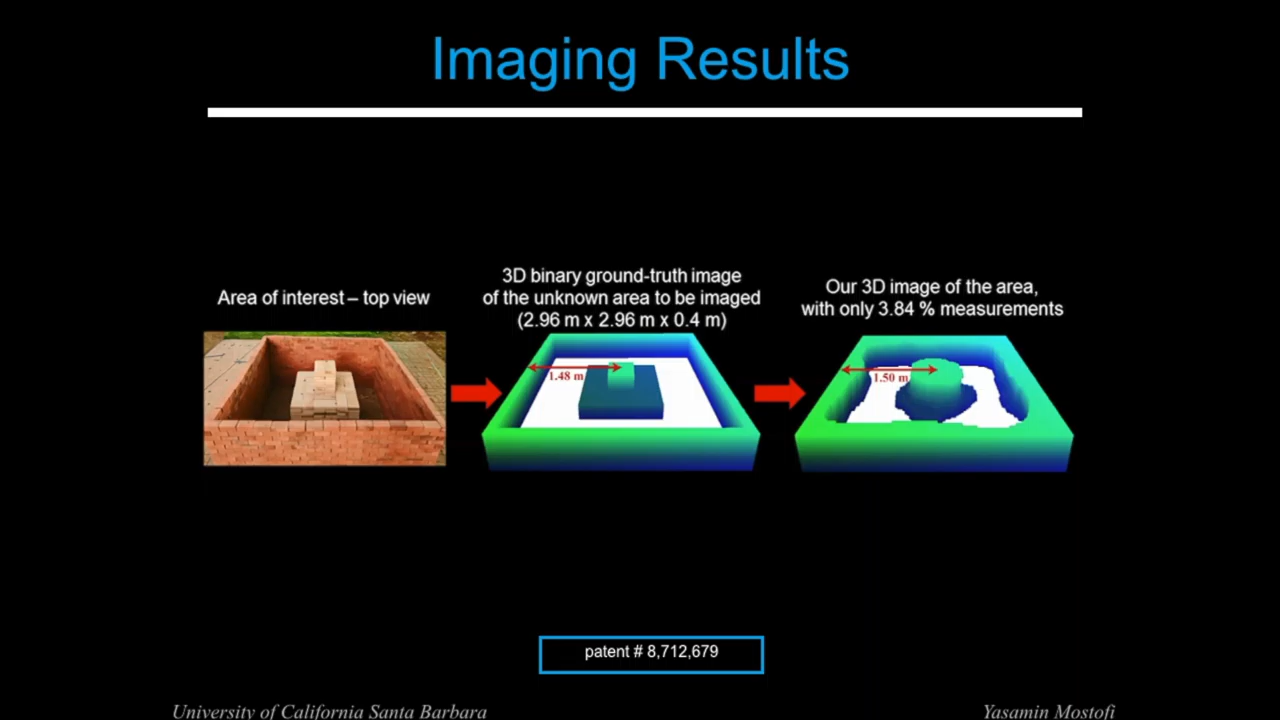 Imaging Results
Area of interest – top view
3D binary ground-truth image
of the unknown area to be imaged
(2.96 m x 2.96 m x 0.4 m)
Our 3D image of the area,
with only 3.84 % measurements
1.48 m
1.50 m
patent # 8,712,679
University of California Santa Barbara
Yasamin Mostofi